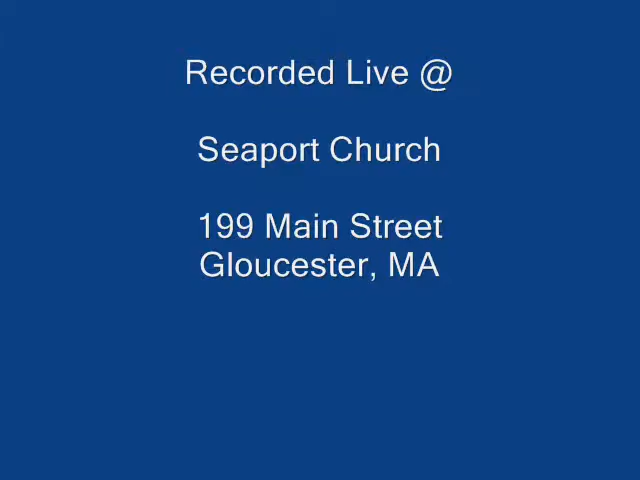 Recorded Live @
Seaport Church
199 Main Street
Gloucester, MA